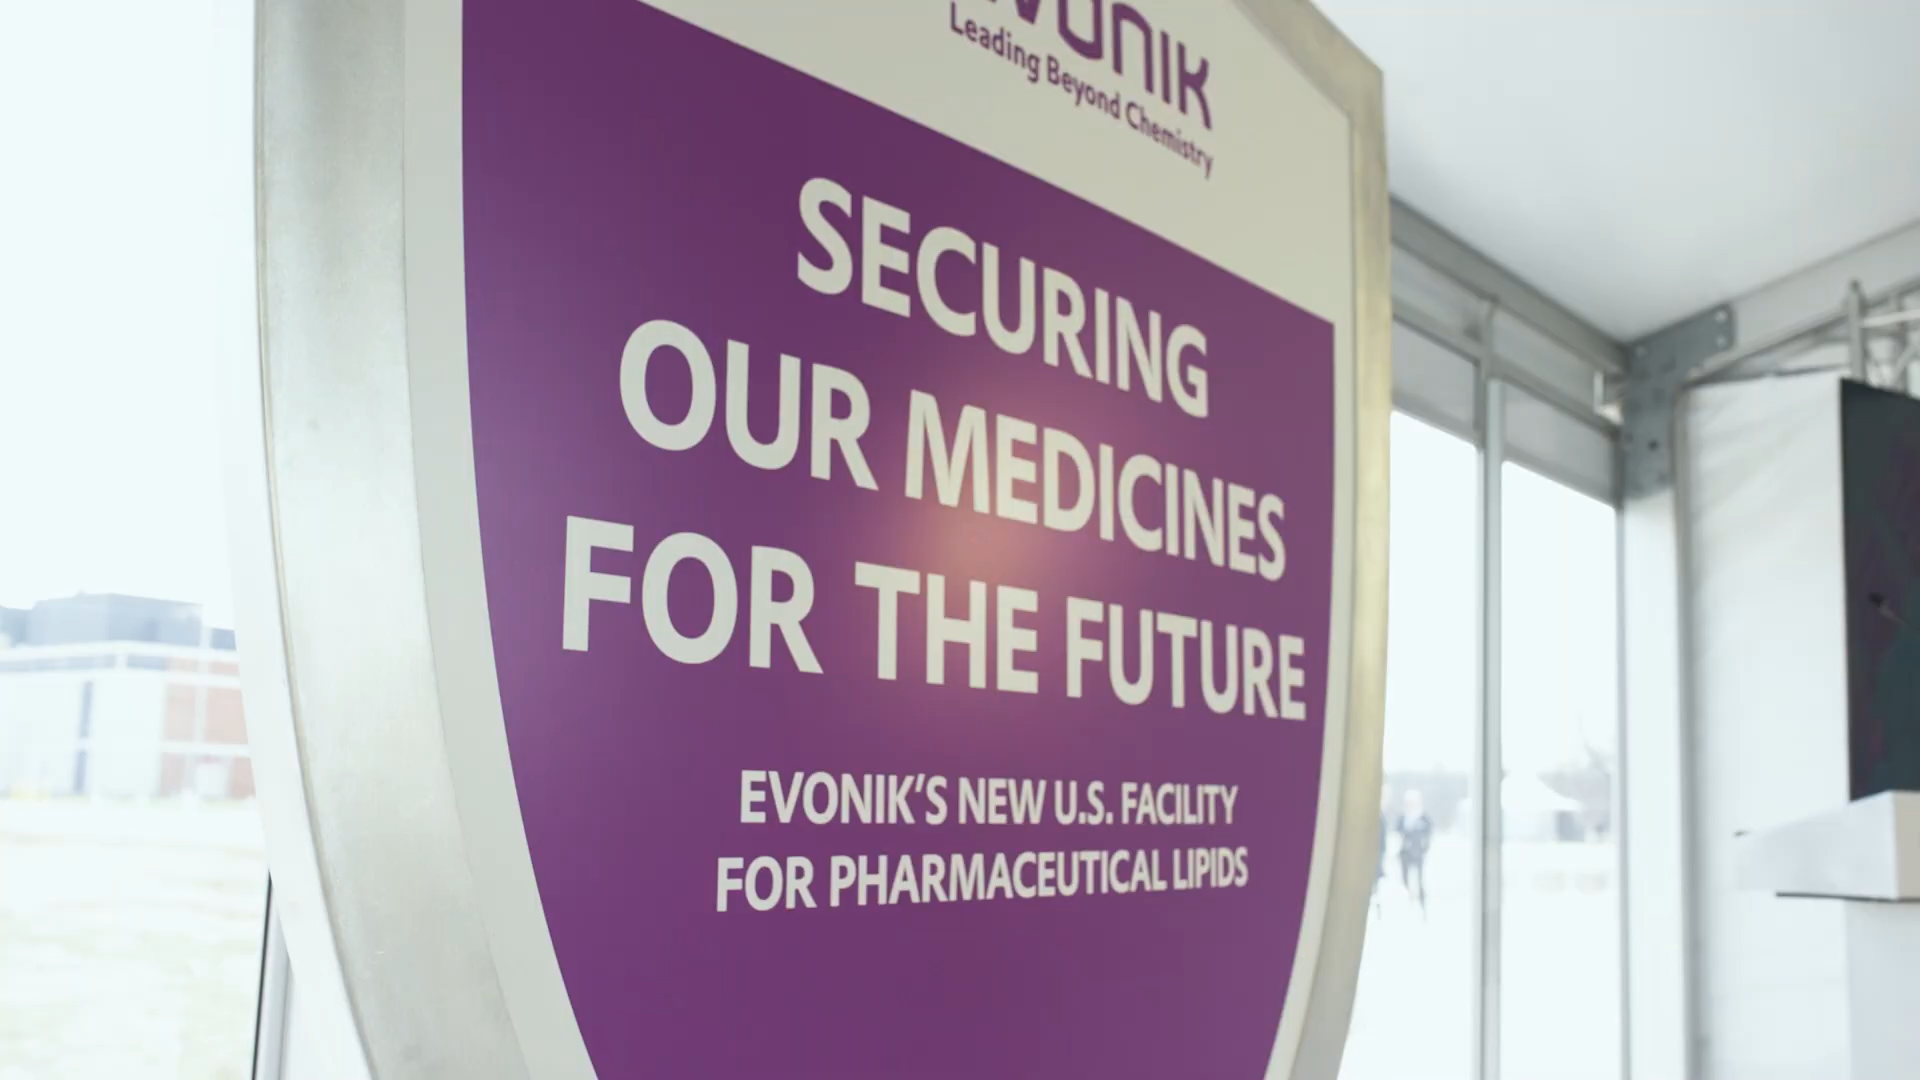 EVONIK
Leading Beyond Chemistry
SECURING
OUR MEDICINES
FOR THE FUTURE
EVONIK'S NEW U.S. FACILITY
FOR PHARMACEUTICAL LIPIDS